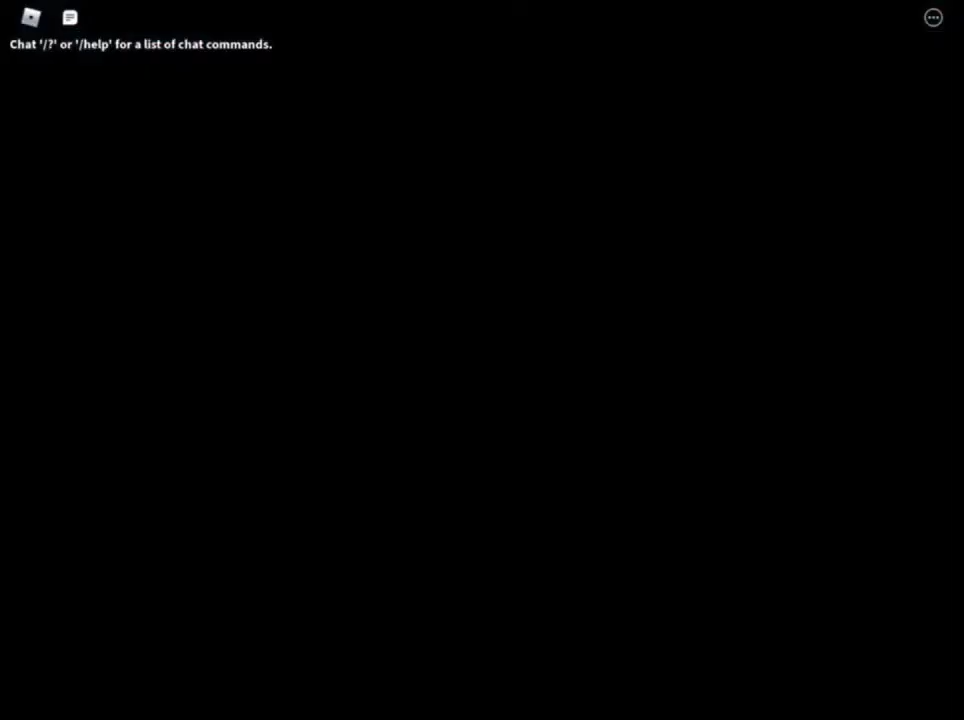 Chat '/?' or '/help' for a list of chat commands.